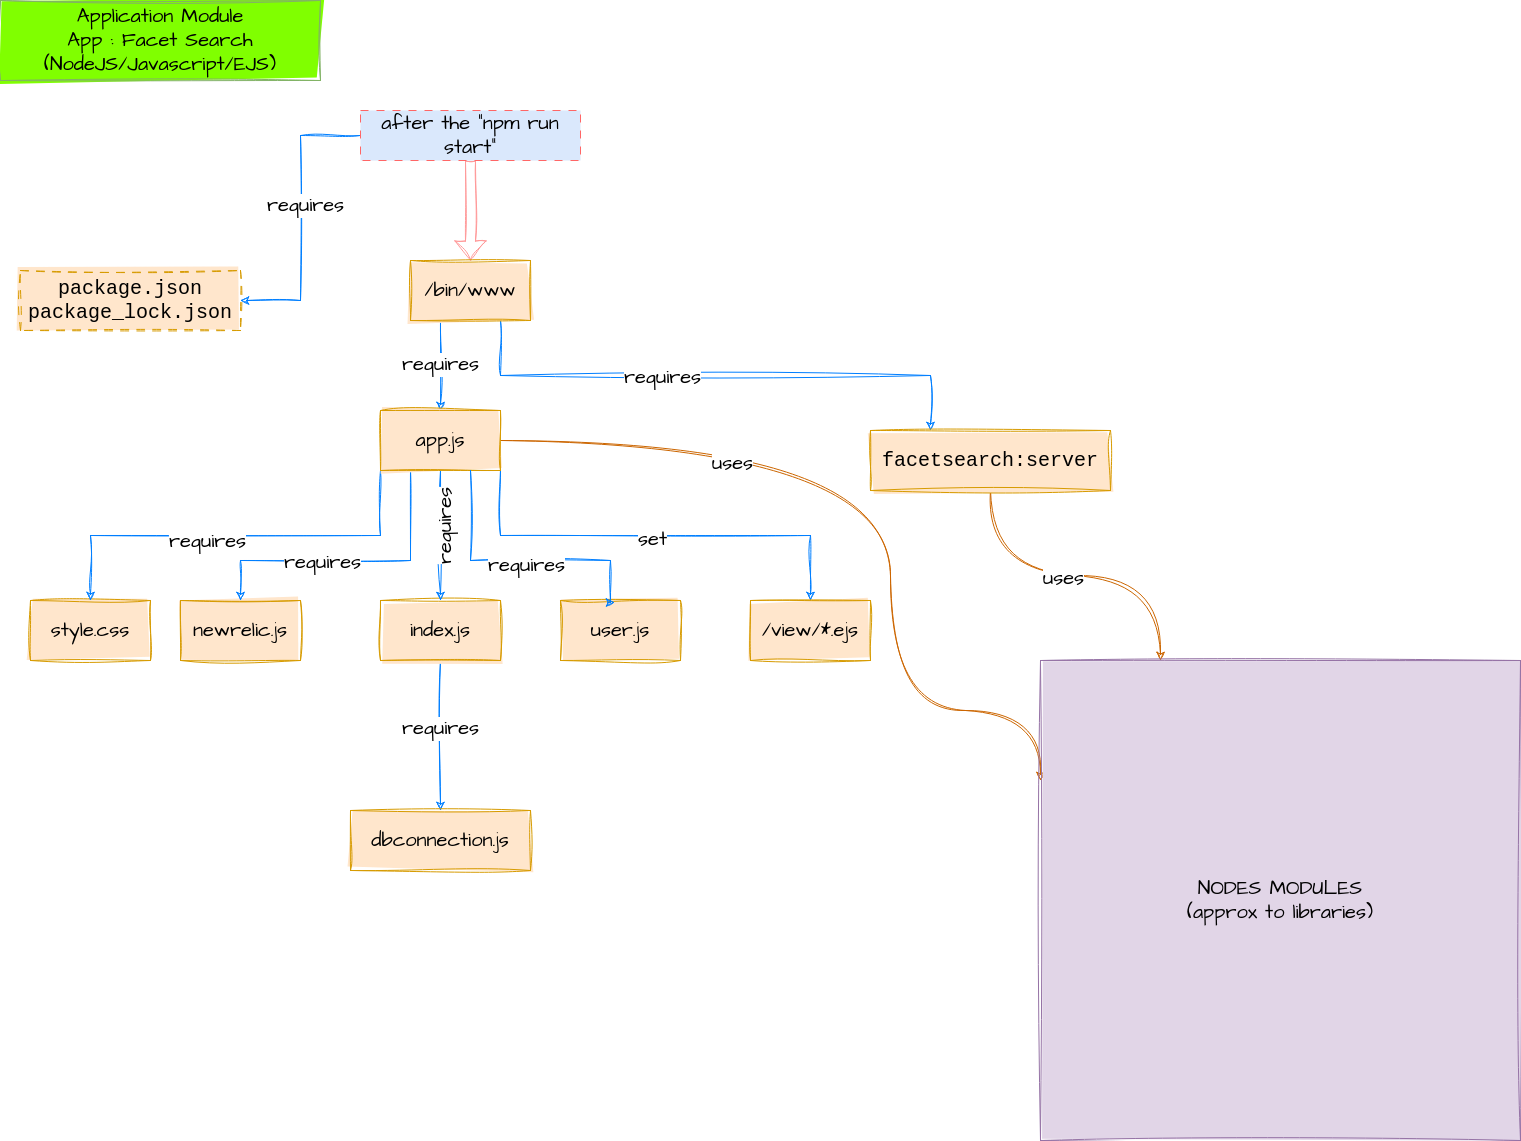 Application Module
App : Facet Search
(NodeJS/Javascript/EJS)
after the "npm run
start"
requires
package.json
package_lock.json
/bin/www
requires
requires
app.js
uses
facetsearch:server
requires
requires
requires
requires
set
uses
style.css
newrelic.js
index.js
user.js
/view/*.ejs
requires
dbconnection.js
NODES MODULES
(approx to libraries)